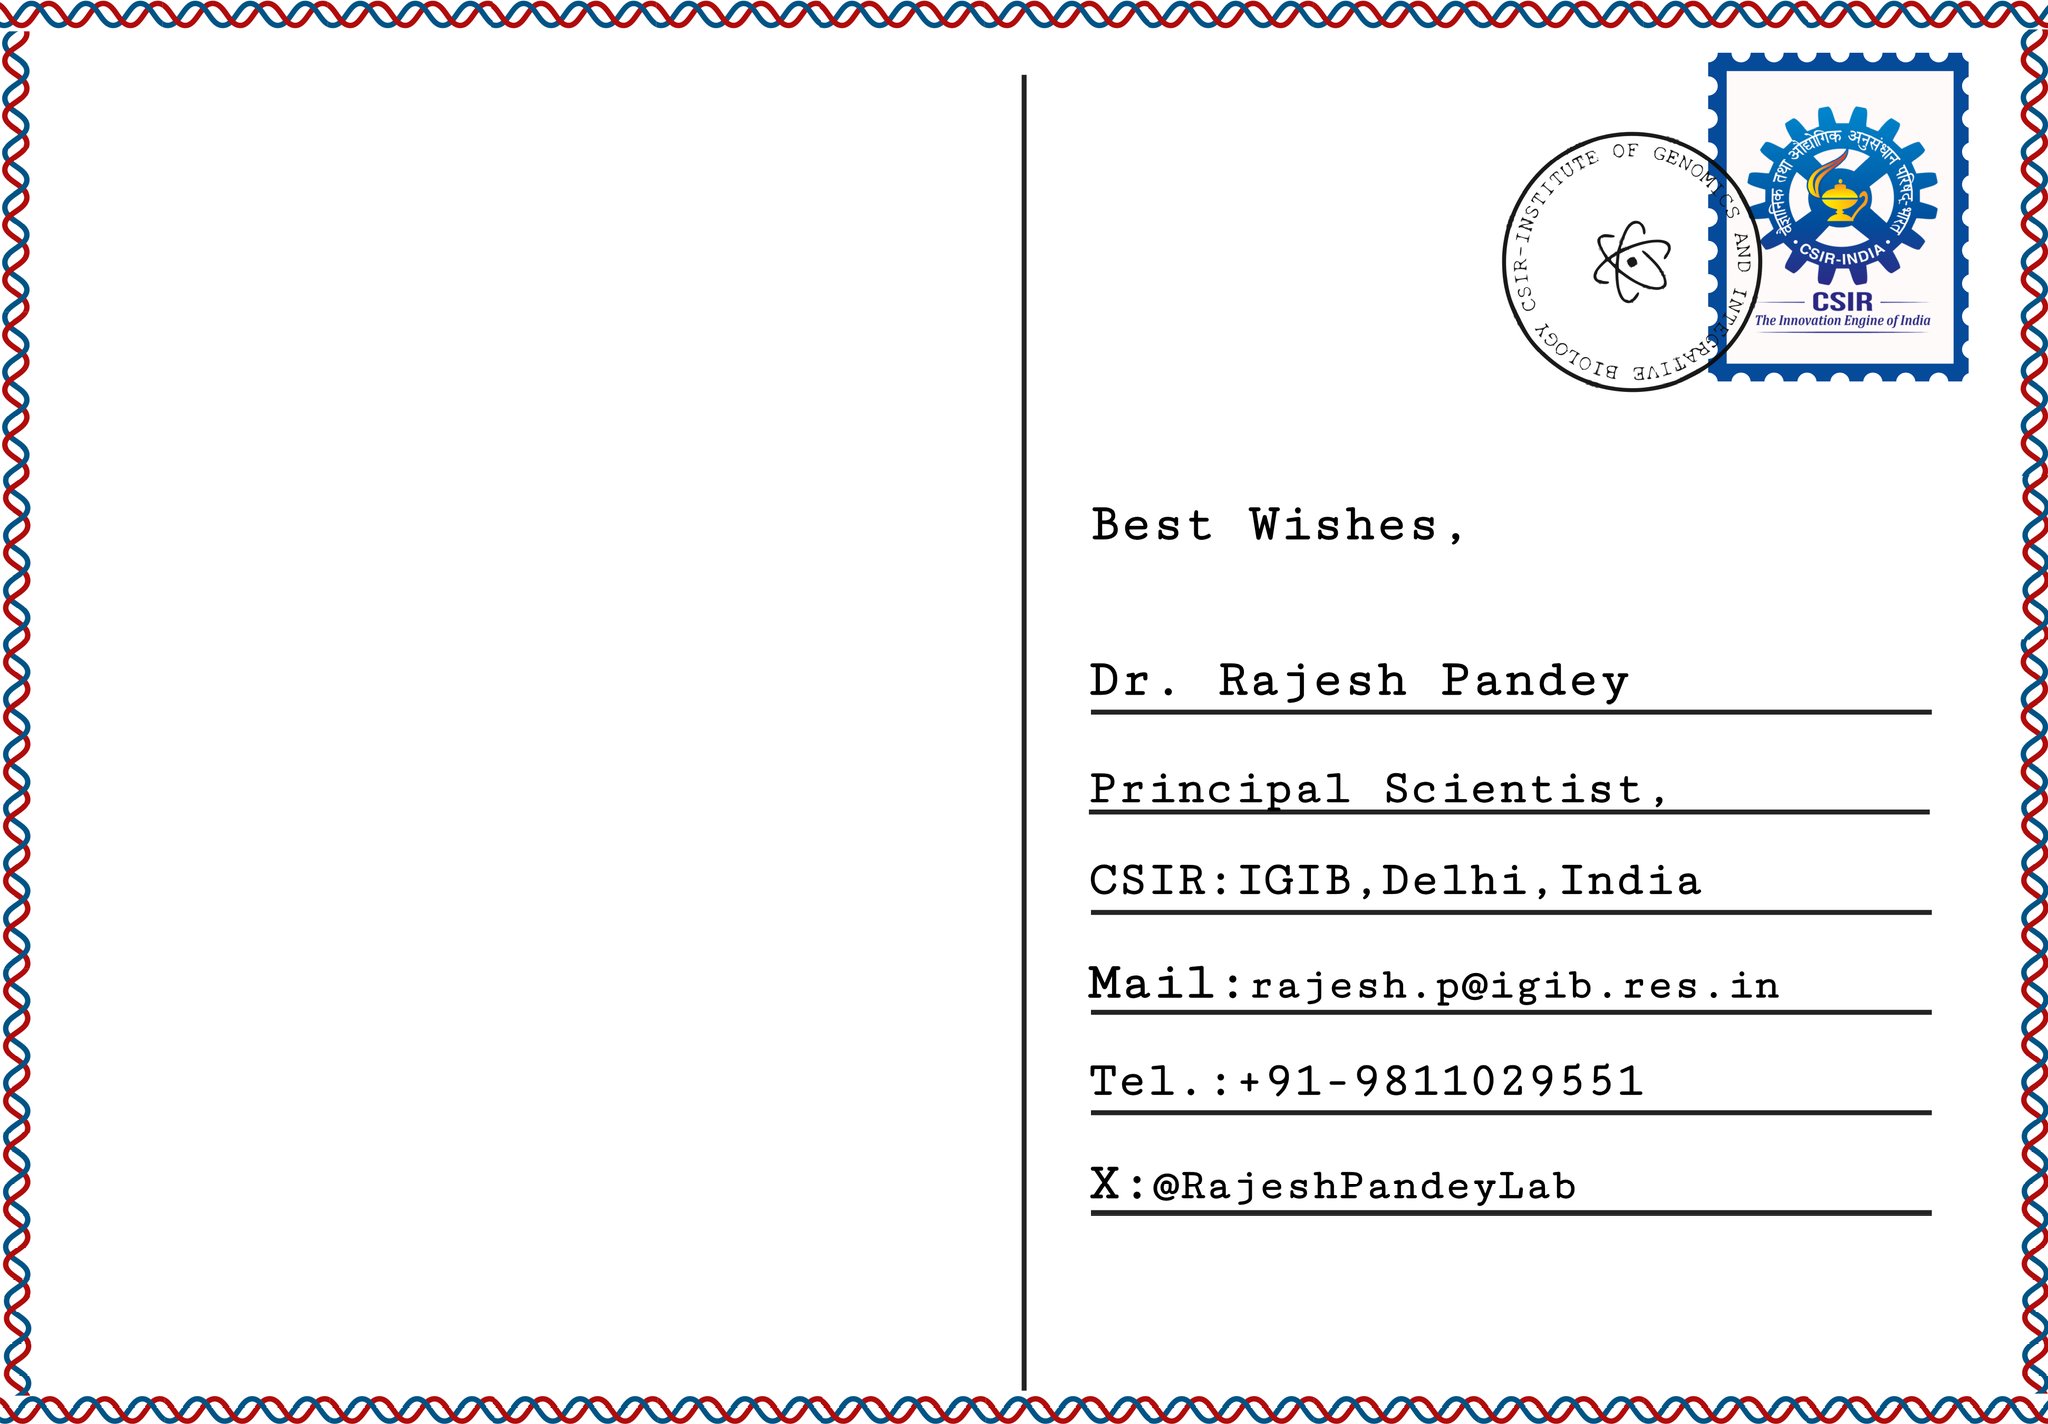 CSIR-INSTITUTE OF GENOMICS AND INTEGRATIVE BIOLOGY
वैज्ञानिक तथा औद्योगिक अनुसंधान परिषद-भारत
• CSIR-INDIA •
CSIR
The Innovation Engine of India
Best Wishes,
Dr. Rajesh Pandey
Principal Scientist,
CSIR:IGIB,Delhi,India
Mail:rajesh.p@igib.res.in
Tel.:+91-9811029551
X:@RajeshPandeyLab